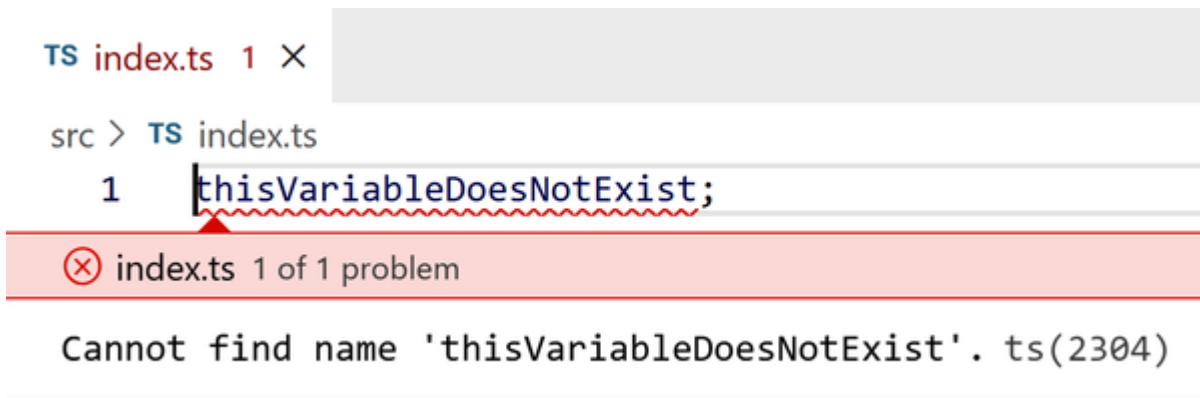 TS index.ts 1 ×
src > TS index.ts
1 thisVariableDoesNotExist;
index.ts 1 of 1 problem
Cannot find name 'thisVariableDoesNotExist'. ts(2304)